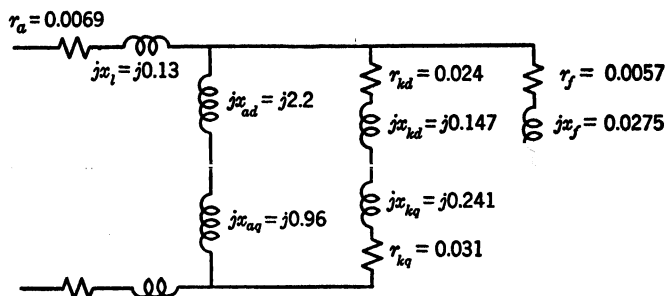 r_a = 0.0069
jx_l = j0.13
jx_ad = j2.2
r_kd = 0.024
r_f = 0.0057
jx_kd = j0.147
jx_f = 0.0275
jx_aq = j0.96
jx_kq = j0.241
r_kq = 0.031